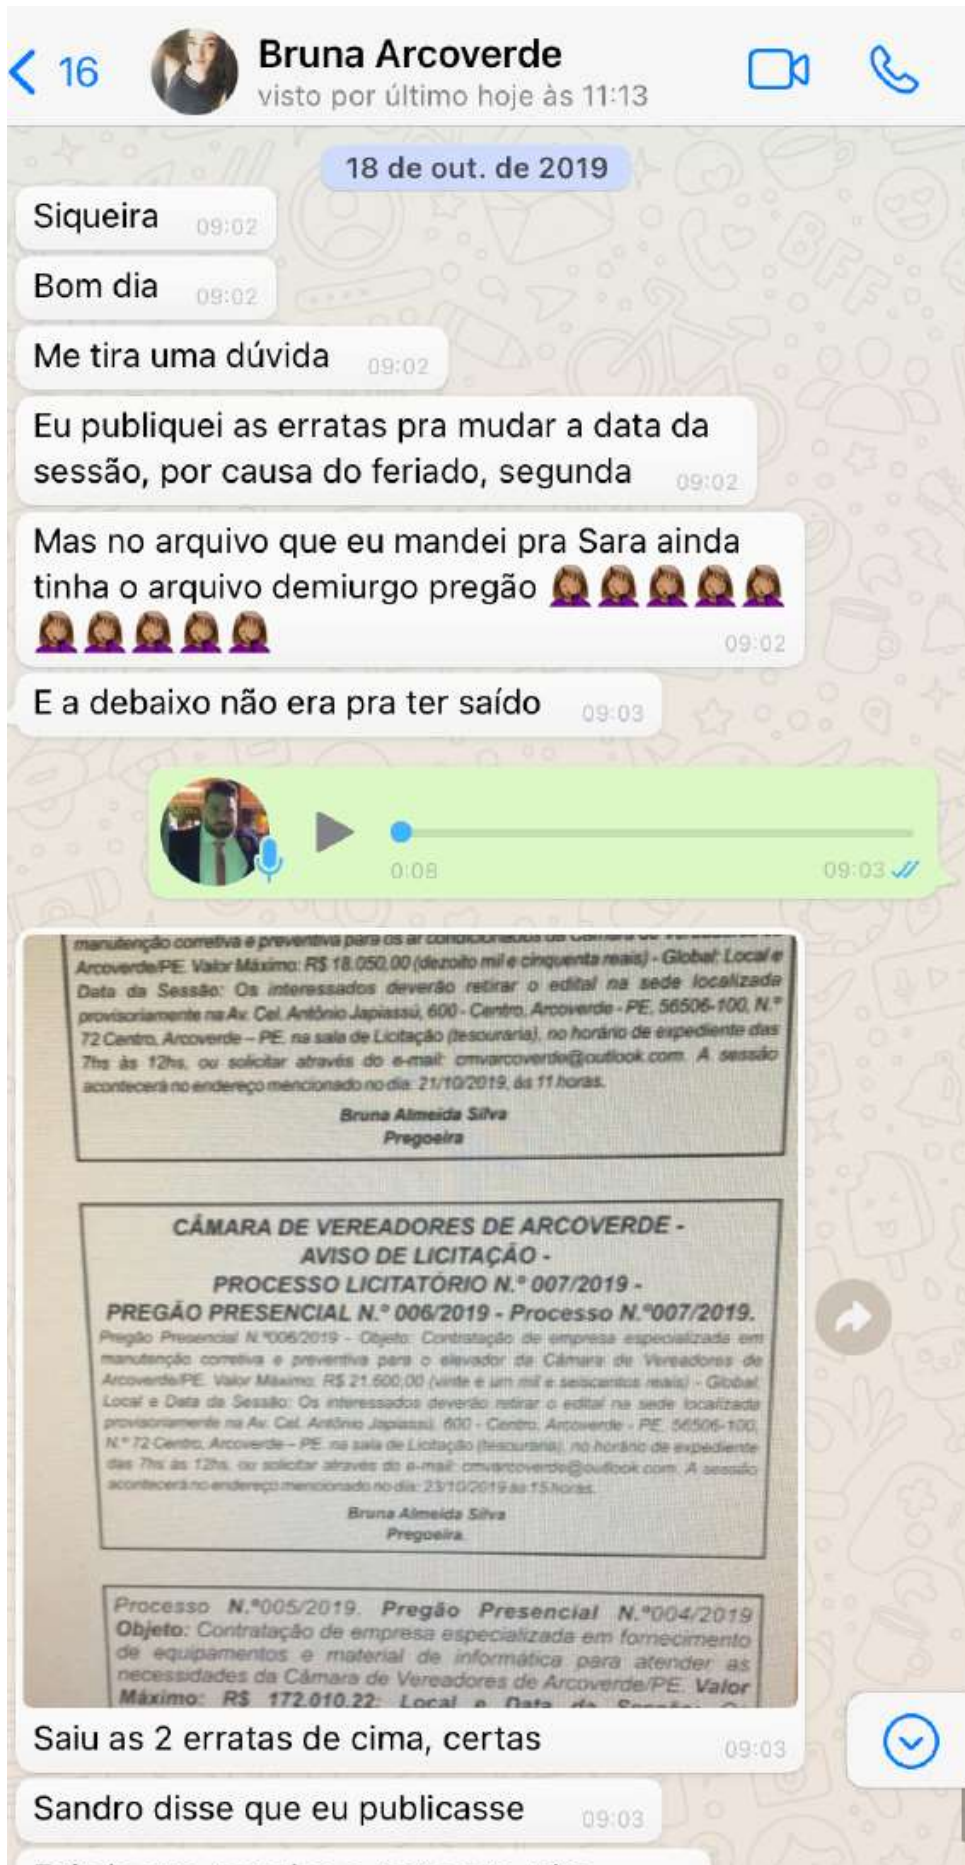 16
Bruna Arcoverde
visto por último hoje às 11:13
18 de out. de 2019
Siqueira 09:02
Bom dia 09:02
Me tira uma dúvida 09:02
Eu publiquei as erratas pra mudar a data da
sessão, por causa do feriado, segunda 09:02
Mas no arquivo que eu mandei pra Sara ainda
tinha o arquivo demiurgo pregão 🤦🏽‍♀️🤦🏽‍♀️🤦🏽‍♀️🤦🏽‍♀️🤦🏽‍♀️
🤦🏽‍♀️🤦🏽‍♀️🤦🏽‍♀️🤦🏽‍♀️🤦🏽‍♀️ 09:02
E a debaixo não era pra ter saído 09:03
0:08 09:03
manutenção corretiva e preventiva para os ar condicionados da Câmara de Vereadores de
Arcoverde/PE. Valor Máximo: R$ 18.050,00 (dezoito mil e cinquenta reais) - Global: Local e
Data da Sessão: Os interessados deverão retirar o edital na sede localizada
provisoriamente na Av. Cel. Antônio Japiassú, 600 - Centro, Arcoverde - PE, 56506-100, N.º
72 Centro, Arcoverde – PE. na sala de Licitação (tesouraria), no horário de expediente das
7hs às 12hs, ou solicitar através do e-mail: cmvarcoverde@outlook.com. A sessão
acontecerá no endereço mencionado no dia: 21/10/2019, às 11 horas.
Bruna Almeida Silva
Pregoeira
CÂMARA DE VEREADORES DE ARCOVERDE -
AVISO DE LICITAÇÃO -
PROCESSO LICITATÓRIO N.º 007/2019 -
PREGÃO PRESENCIAL N.º 006/2019 - Processo N.º007/2019.
Pregão Presencial N.º006/2019 - Objeto: Contratação de empresa especializada em
manutenção corretiva e preventiva para o elevador da Câmara de Vereadores de
Arcoverde/PE. Valor Máximo: R$ 21.600,00 (vinte e um mil e seiscentos reais) - Global:
Local e Data da Sessão: Os interessados deverão retirar o edital na sede localizada
provisoriamente na Av. Cel. Antônio Japiassú, 600 - Centro, Arcoverde - PE, 56506-100,
N.º 72 Centro, Arcoverde – PE. na sala de Licitação (tesouraria), no horário de expediente
das 7hs às 12hs, ou solicitar através do e-mail: cmvarcoverde@outlook.com. A sessão
acontecerá no endereço mencionado no dia: 23/10/2019 às 15 horas.
Bruna Almeida Silva
Pregoeira.
Processo N.º005/2019. Pregão Presencial N.º004/2019
Objeto: Contratação de empresa especializada em fornecimento
de equipamentos e material de informática para atender as
necessidades da Câmara de Vereadores de Arcoverde/PE. Valor
Máximo: R$ 172.010,22: Local e Data da
Saiu as 2 erratas de cima, certas 09:03
Sandro disse que eu publicasse 09:03